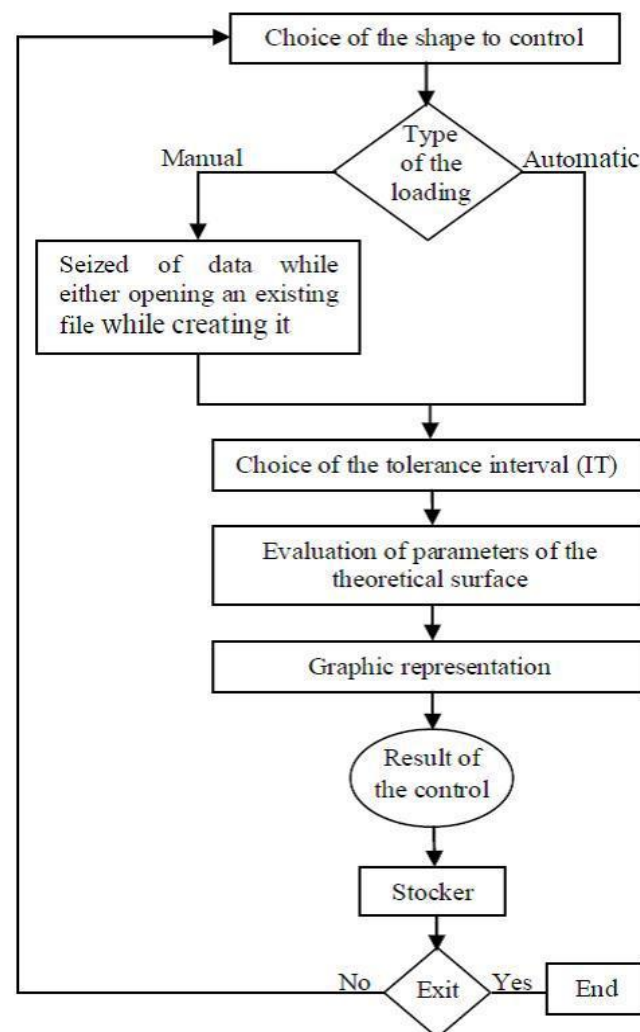 Choice of the shape to control
Type
of the
loading
Manual
Automatic
Seized of data while
either opening an existing
file while creating it
Choice of the tolerance interval (IT)
Evaluation of parameters of the
theoretical surface
Graphic representation
Result of
the control
Stocker
No
Exit
Yes
End